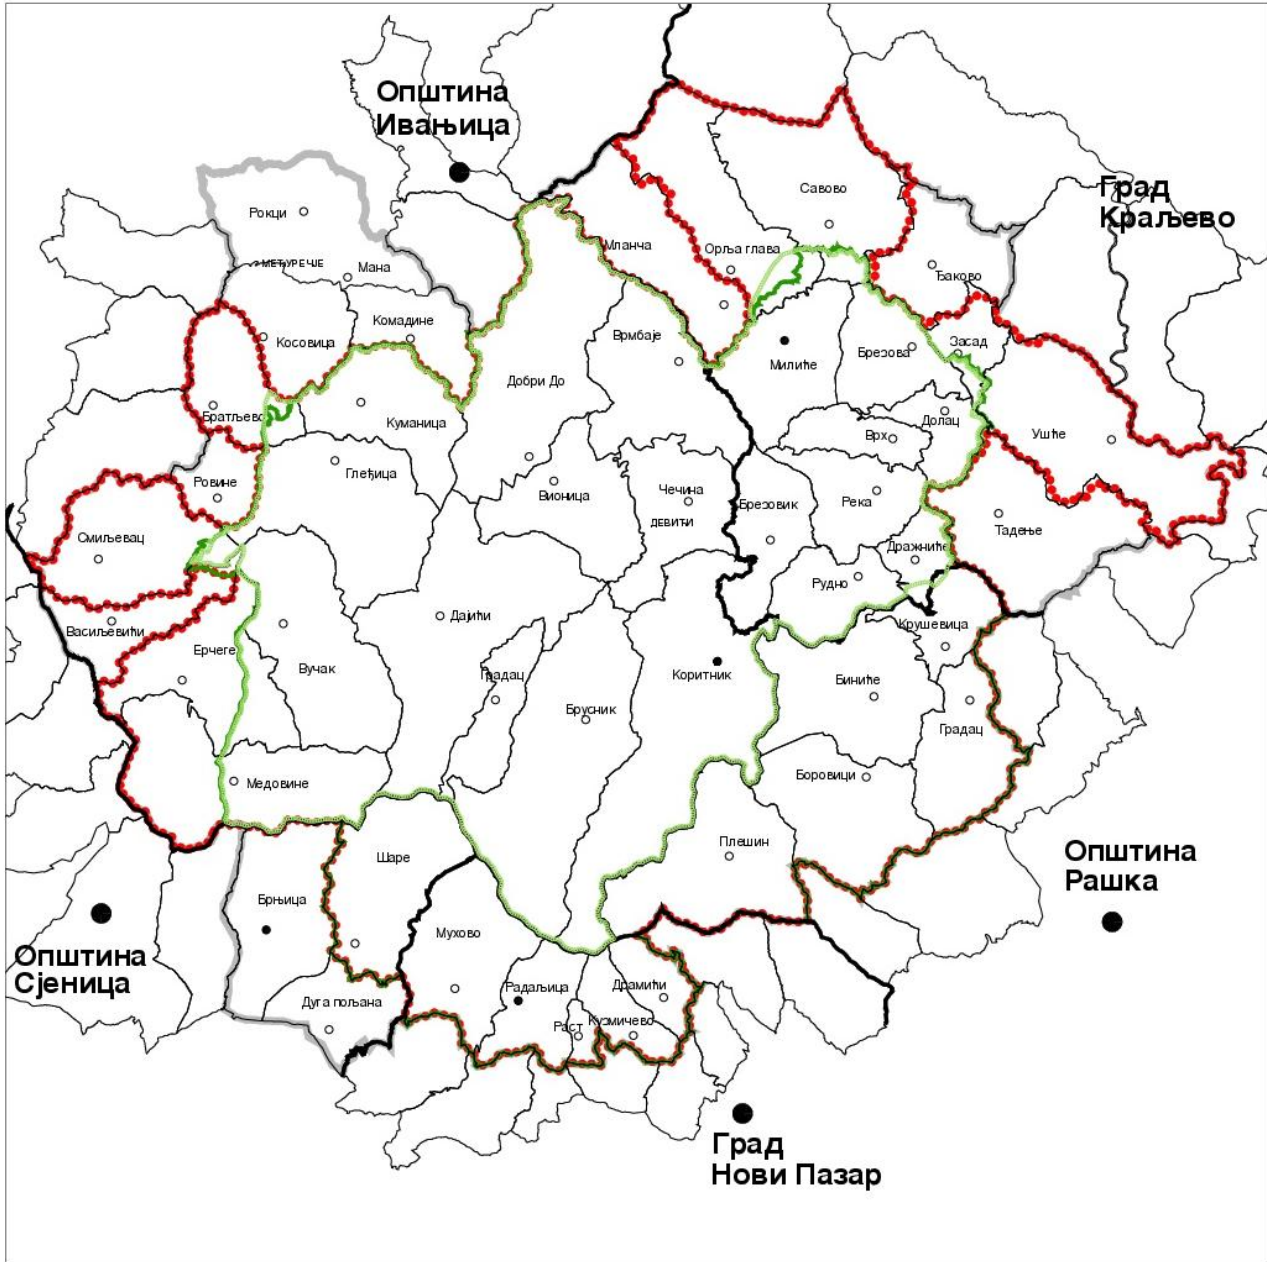 Општина
Ивањица
Град
Краљево
Савово
Рокци
Мланча
Орља глава
МЕЂУРЕЧЈЕ
Мана
Ђаково
Комадине
Косовица
Врмбаје
Засад
Брезова
Милиће
Добри До
Братљево
Куманица
Долац
Врх
Ушће
Глеђица
Ровине
Вионица
Чечина
Брезовик
Река
ДЕВИЋИ
Тадење
Смиљевац
Дражниће
Рудно
Дајићи
Васиљевићи
Крушевица
Ерчеге
Вучак
Градац
Коритник
Биниће
Брусник
Градац
Медовине
Боровици
Плешин
Општина
Рашка
Шаре
Брњица
Мухово
Општина
Сјеница
Радаљица
Драмићи
Дуга пољана
Раст
Кузмичево
Град
Нови Пазар